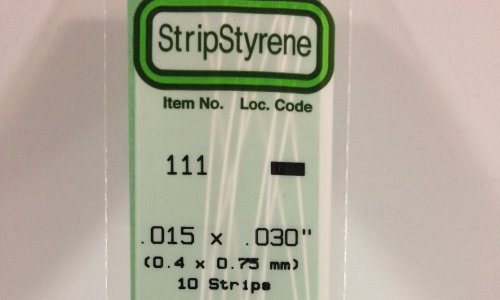 StripStyrene
Item No. Loc. Code
111
.015 x .030"
(0.4 x 0.75 mm)
10 Strips